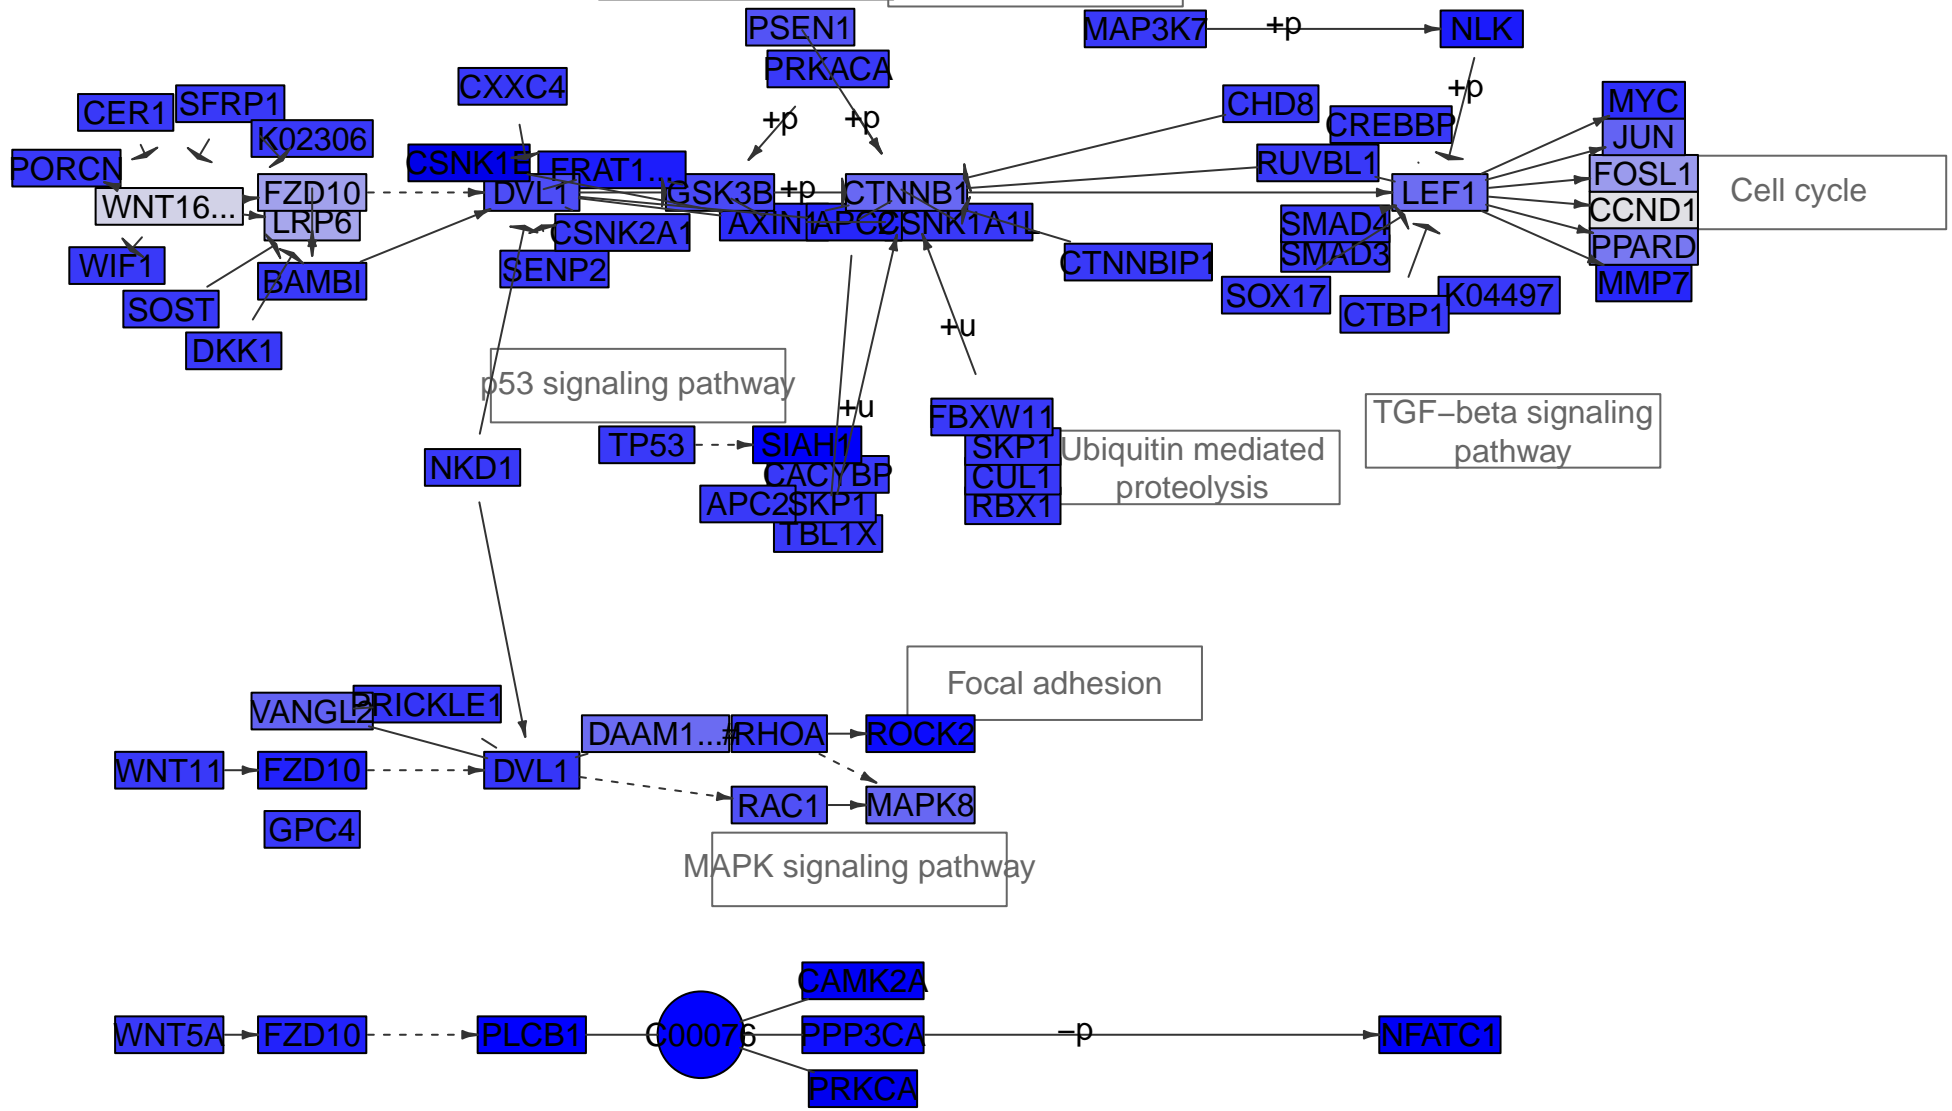 PSEN1
MAP3K7
+p
NLK
PRKACA
CXXC4
CER1
SFRP1
+p
+p
CHD8
+p
CREBBP
MYC
K02306
JUN
PORCN
CSNK1E
FRAT1...
RUVBL1
FOSL1
WNT16...
FZD10
DVL1
GSK3B
+p
CTNNB1
LEF1
CCND1
Cell cycle
LRP6
CSNK2A1
AXIN1
APC2
CSNK1A1L
SMAD4
PPARD
WIF1
BAMBI
SENP2
CTNNBIP1
SMAD3
MMP7
SOST
SOX17
K04497
CTBP1
DKK1
+u
p53 signaling pathway
+u
FBXW11
TGF−beta signaling
pathway
TP53
SIAH1
SKP1
Ubiquitin mediated
proteolysis
NKD1
CACYBP
CUL1
APC2
SKP1
RBX1
TBL1X
Focal adhesion
VANGL2
PRICKLE1
DAAM1...
RHOA
ROCK2
WNT11
FZD10
DVL1
RAC1
MAPK8
GPC4
MAPK signaling pathway
CAMK2A
WNT5A
FZD10
PLCB1
C00076
PPP3CA
−p
NFATC1
PRKCA